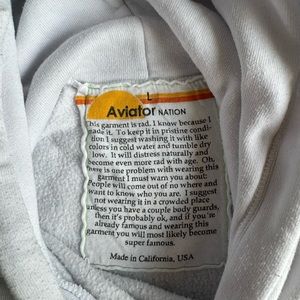 L
Aviator NATION
This garment is rad. I know because I
made it. To keep it in pristine condi-
tion I suggest washing it with like
colors in cold water and tumble dry
low. It will distress naturally and
become even more rad with age. Oh,
there is one problem with wearing this
garment I must warn you about:
People will come out of no where and
want to know who you are. I suggest
not wearing it in a crowded place
unless you have a couple body guards,
then it's probably ok, and if you're
already famous and wearing this
garment you will most likely become
super famous.
Made in California, USA